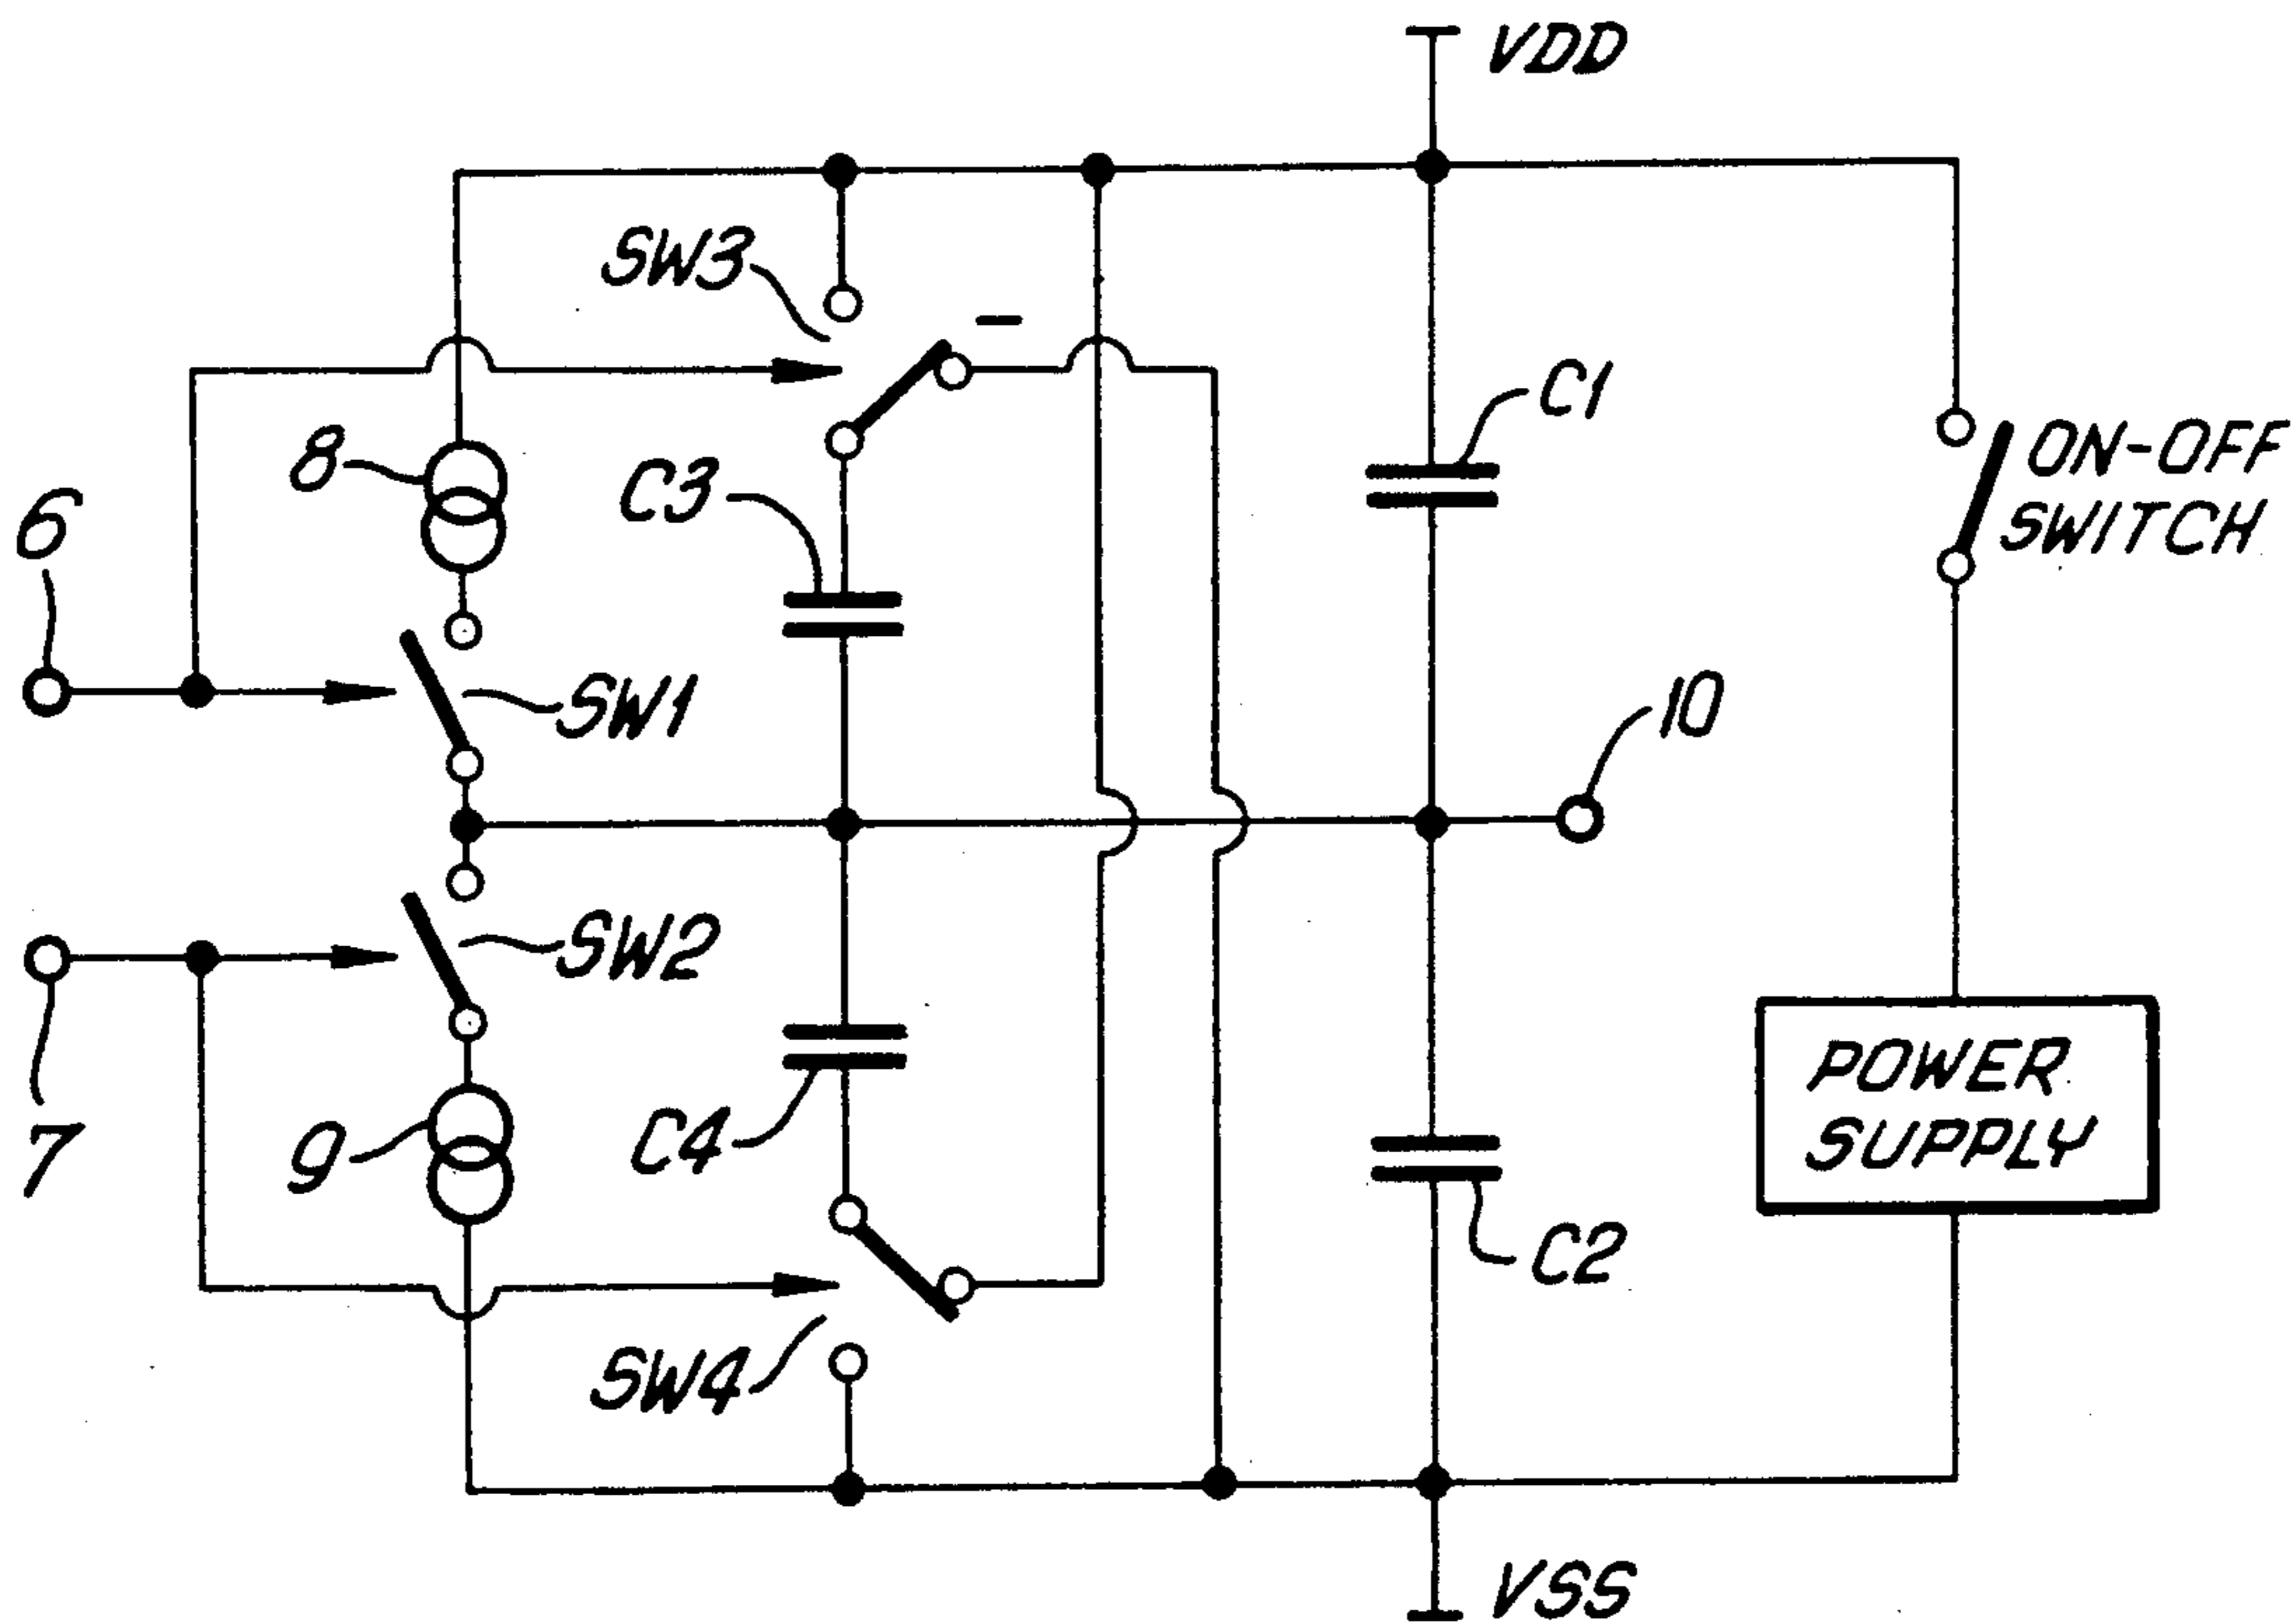 VDD
SW3
C1
8
C3
ON-OFF
SWITCH
6
SW1
10
SW2
7
9
C4
POWER
SUPPLY
C2
SW4
VSS